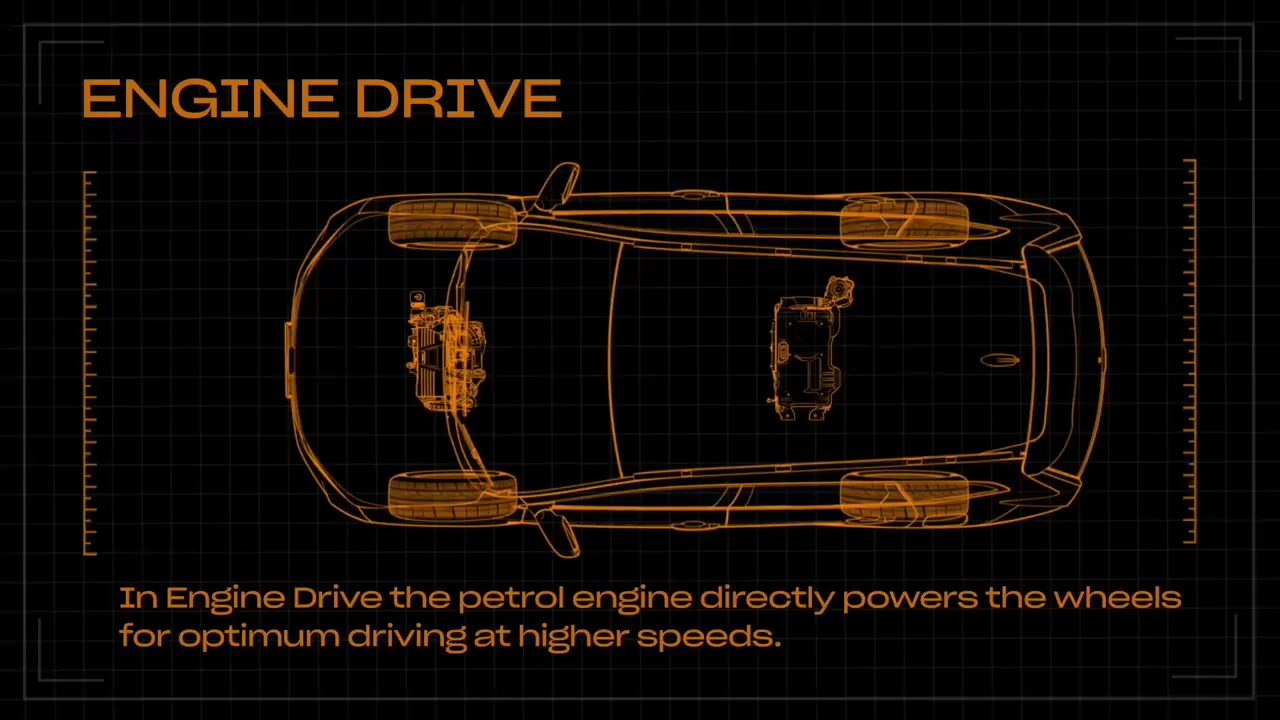 ENGINE DRIVE
In Engine Drive the petrol engine directly powers the wheels
for optimum driving at higher speeds.